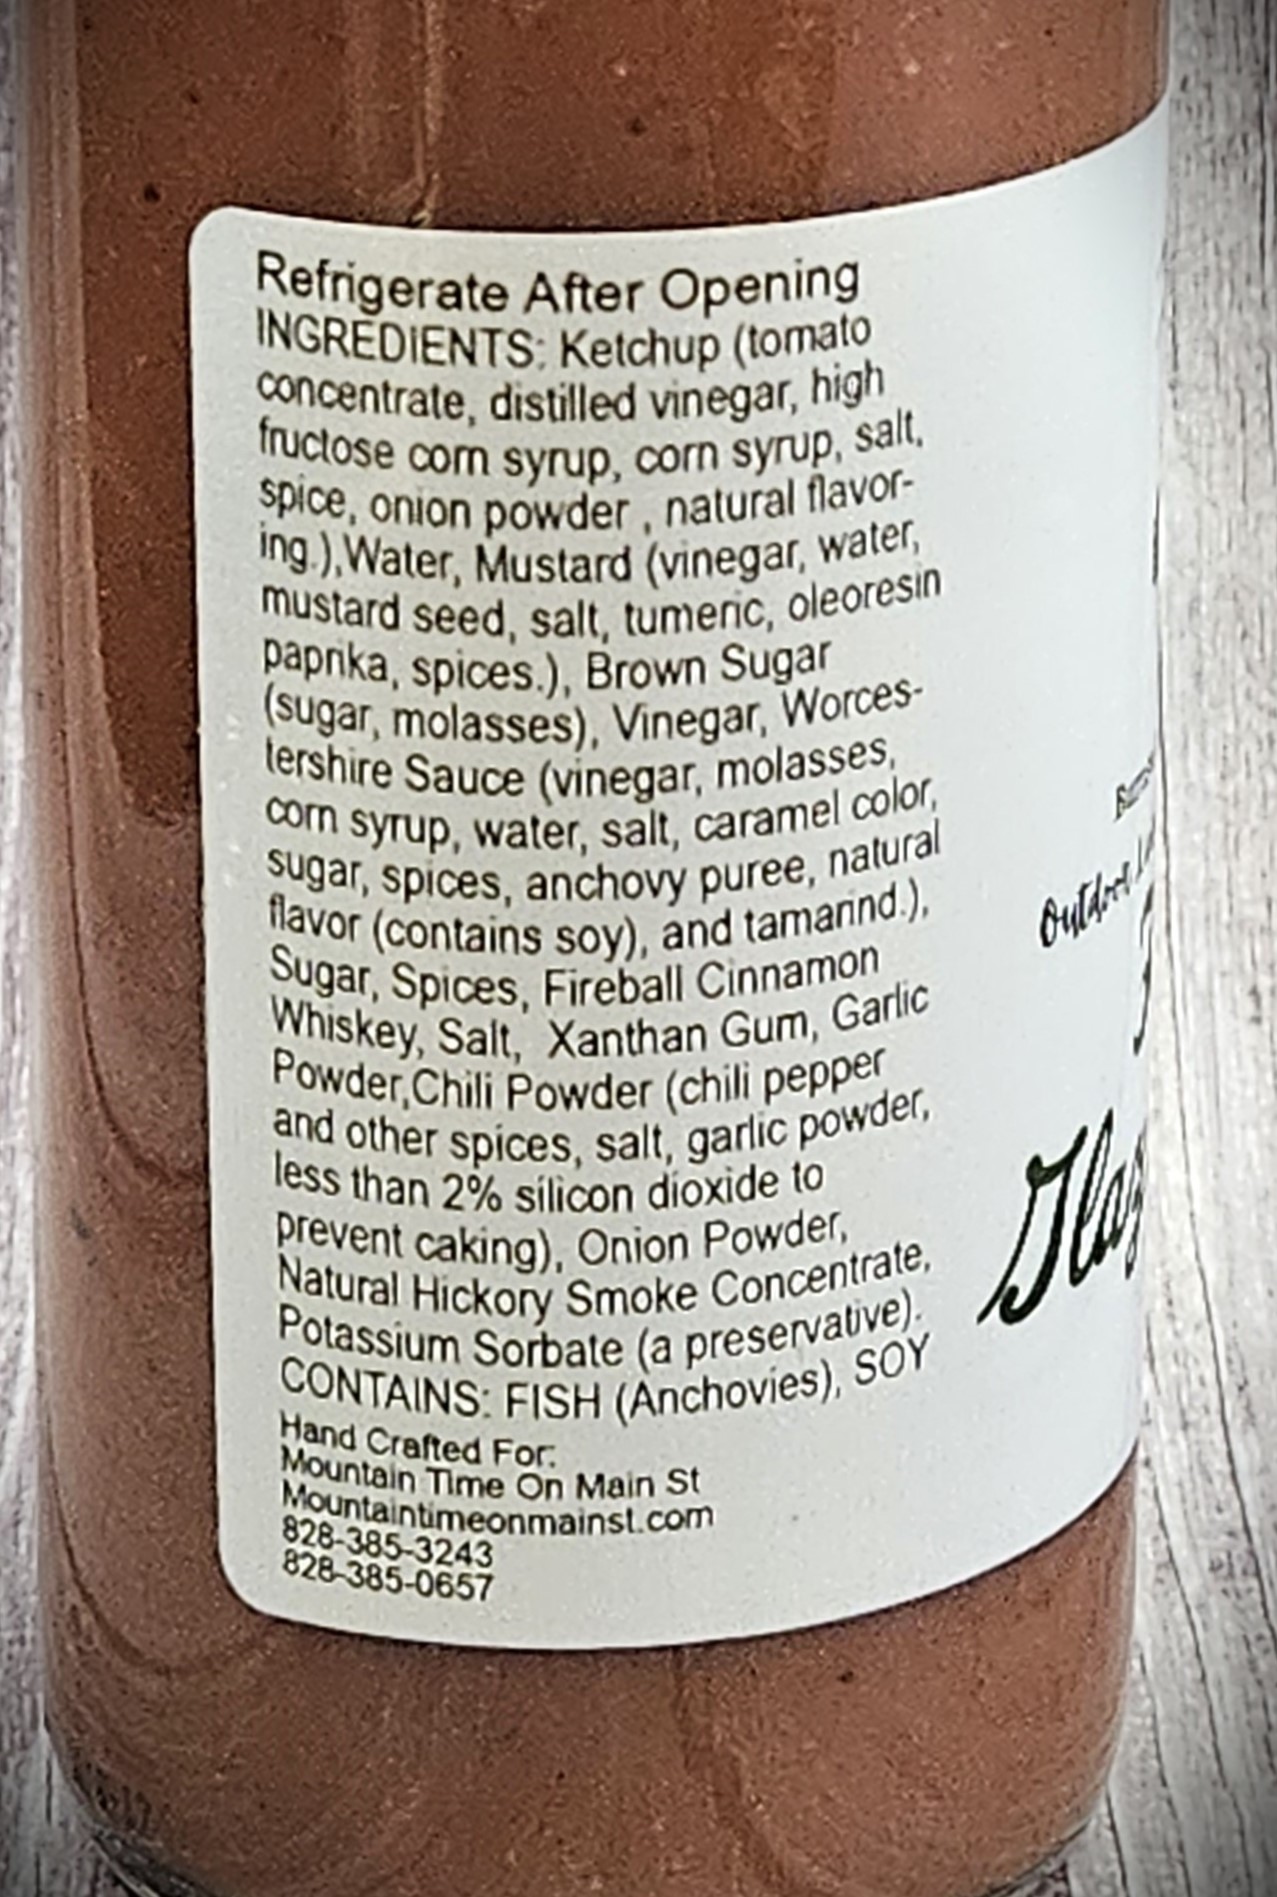 Refrigerate After Opening
INGREDIENTS: Ketchup (tomato
concentrate, distilled vinegar, high
fructose corn syrup, corn syrup, salt,
spice, onion powder , natural flavor-
ing.),Water, Mustard (vinegar, water,
mustard seed, salt, tumeric, oleoresin
paprika, spices.), Brown Sugar
(sugar, molasses), Vinegar, Worces-
tershire Sauce (vinegar, molasses,
corn syrup, water, salt, caramel color,
sugar, spices, anchovy puree, natural
flavor (contains soy), and tamarind.),
Sugar, Spices, Fireball Cinnamon
Whiskey, Salt, Xanthan Gum, Garlic
Powder,Chili Powder (chili pepper
and other spices, salt, garlic powder,
less than 2% silicon dioxide to
prevent caking), Onion Powder,
Natural Hickory Smoke Concentrate,
Potassium Sorbate (a preservative).
CONTAINS: FISH (Anchovies), SOY
Hand Crafted For:
Mountain Time On Main St
Mountaintimeonmainst.com
828-385-3243
828-385-0657
Outdoor